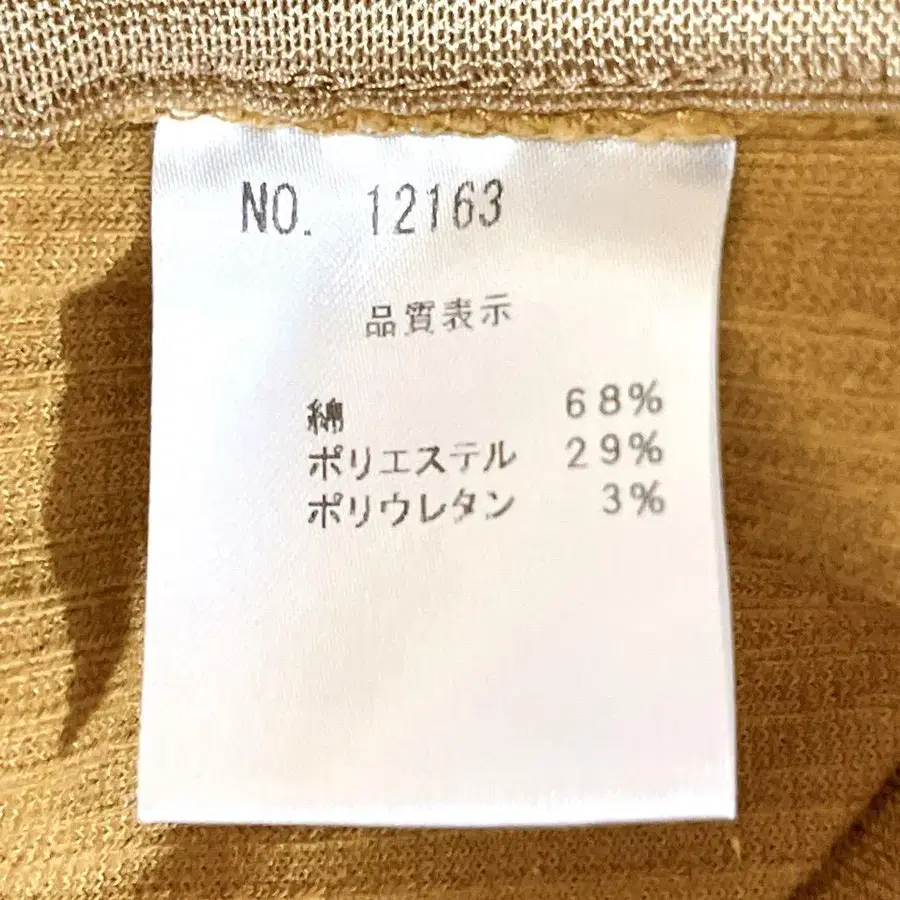 NO. 12163
品質表示
綿 68%
ポリエステル 29%
ポリウレタン 3%